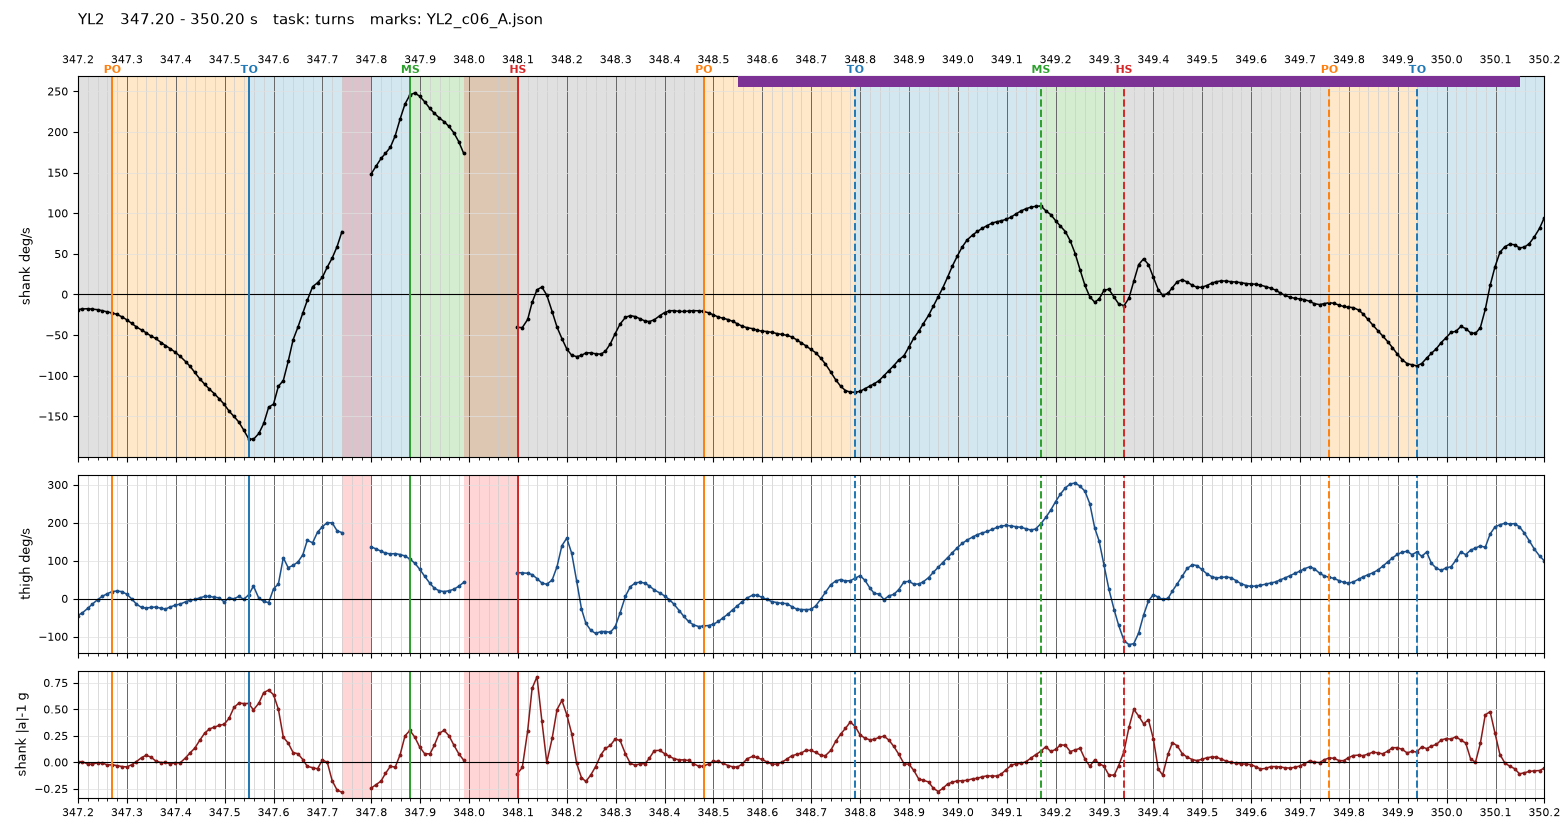 YL2   347.20 - 350.20 s   task: turns   marks: YL2_c06_A.json
347.2 347.3 347.4 347.5 347.6 347.7 347.8 347.9 348.0 348.1 348.2 348.3 348.4 348.5 348.6 348.7 348.8 348.9 349.0 349.1 349.2 349.3 349.4 349.5 349.6 349.7 349.8 349.9 350.0 350.1 350.2
PO TO MS HS PO TO MS HS PO TO
250
200
150
100
50
0
−50
−100
−150
shank deg/s
300
200
100
0
−100
thigh deg/s
0.75
0.50
0.25
0.00
−0.25
shank |a|-1 g
347.2 347.3 347.4 347.5 347.6 347.7 347.8 347.9 348.0 348.1 348.2 348.3 348.4 348.5 348.6 348.7 348.8 348.9 349.0 349.1 349.2 349.3 349.4 349.5 349.6 349.7 349.8 349.9 350.0 350.1 350.2